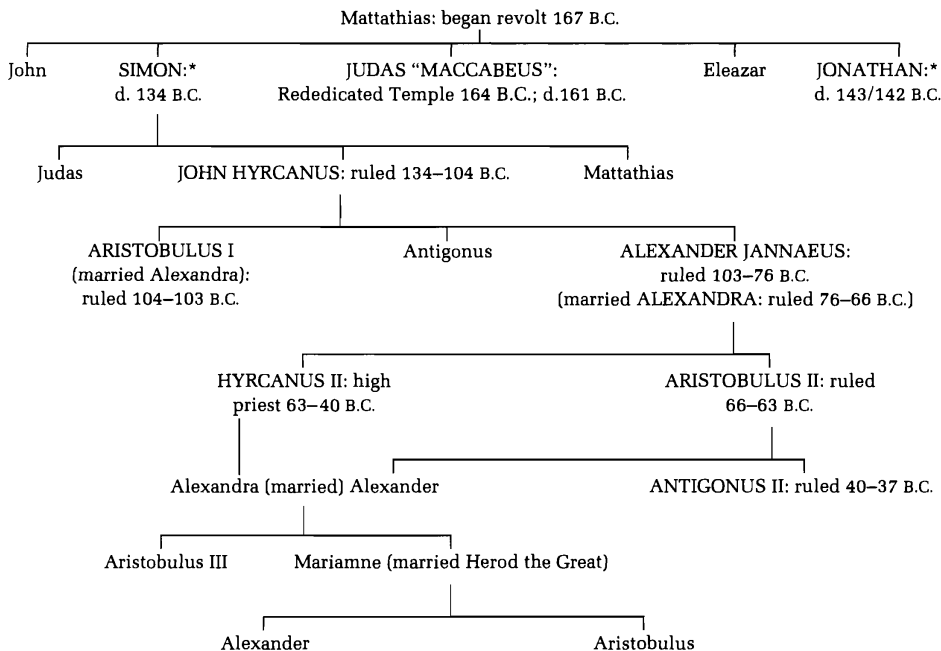 Mattathias: began revolt 167 B.C.
John
SIMON:*
d. 134 B.C.
JUDAS “MACCABEUS”:
Rededicated Temple 164 B.C.; d.161 B.C.
Eleazar
JONATHAN:*
d. 143/142 B.C.
Judas
JOHN HYRCANUS: ruled 134–104 B.C.
Mattathias
ARISTOBULUS I
(married Alexandra):
ruled 104–103 B.C.
Antigonus
ALEXANDER JANNAEUS:
ruled 103–76 B.C.
(married ALEXANDRA: ruled 76–66 B.C.)
HYRCANUS II: high
priest 63–40 B.C.
ARISTOBULUS II: ruled
66–63 B.C.
Alexandra (married) Alexander
ANTIGONUS II: ruled 40–37 B.C.
Aristobulus III
Mariamne (married Herod the Great)
Alexander
Aristobulus